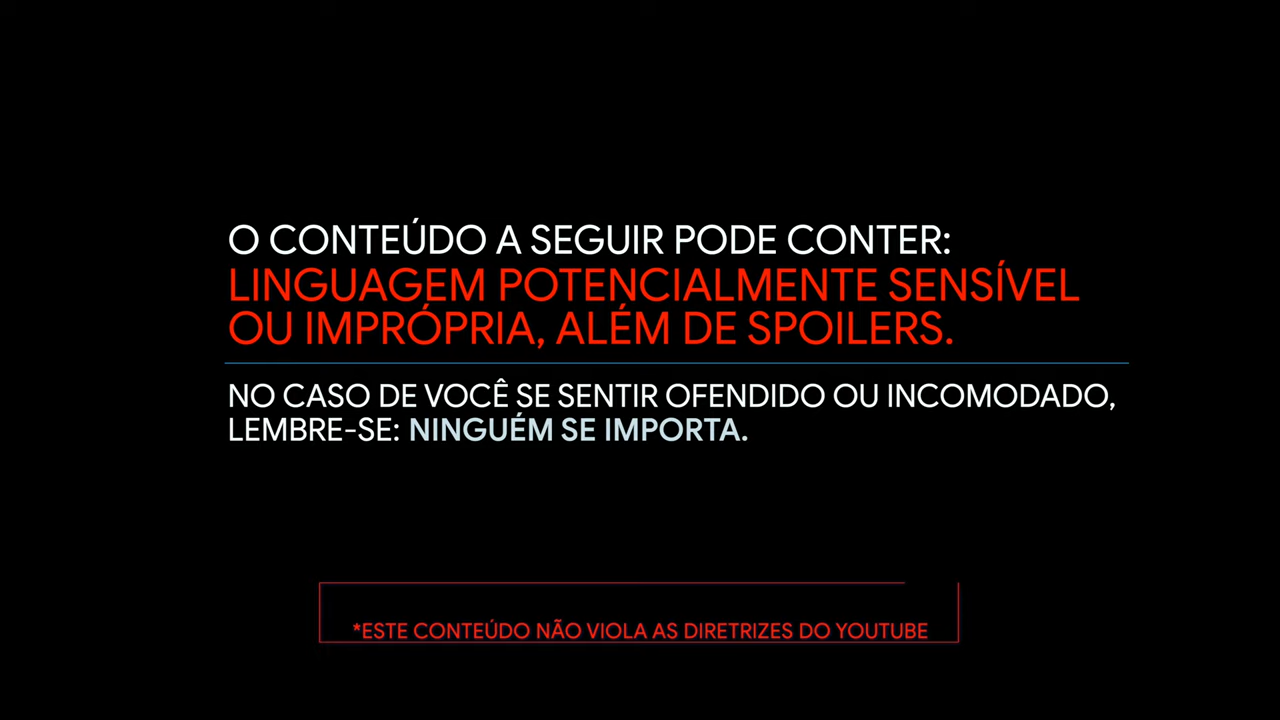 O CONTEÚDO A SEGUIR PODE CONTER:
LINGUAGEM POTENCIALMENTE SENSÍVEL
OU IMPRÓPRIA, ALÉM DE SPOILERS.
NO CASO DE VOCÊ SE SENTIR OFENDIDO OU INCOMODADO,
LEMBRE-SE: NINGUÉM SE IMPORTA.
*ESTE CONTEÚDO NÃO VIOLA AS DIRETRIZES DO YOUTUBE